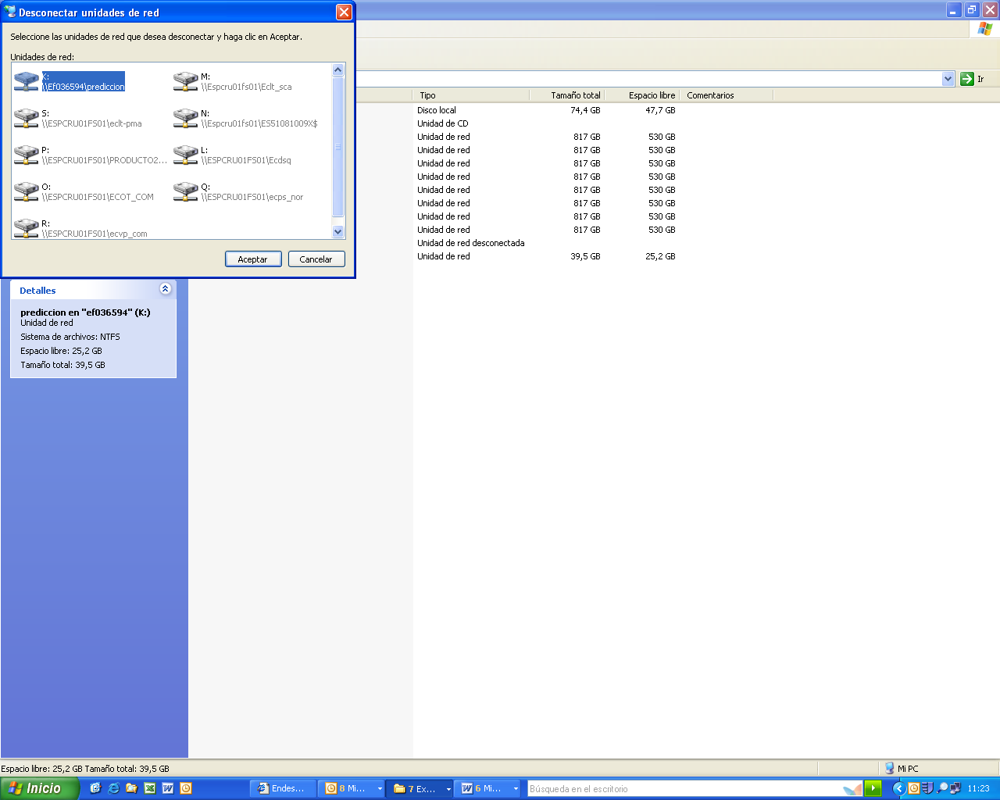 Desconectar unidades de red
Seleccione las unidades de red que desea desconectar y haga clic en Aceptar.
Unidades de red:
K:
\\Ef036594\prediccion
M:
\\Espcru01fs01\Eclt_sca
S:
\\ESPCRU01FS01\eclt-pma
N:
\\Espcru01fs01\ES51081009X$
P:
\\ESPCRU01FS01\PRODUCTO2...
L:
\\ESPCRU01FS01\Ecdsq
O:
\\ESPCRU01FS01\ECOT_COM
Q:
\\ESPCRU01FS01\ecps_nor
R:
\\ESPCRU01FS01\ecvp_com
Aceptar Cancelar
Ir
Tipo Tamaño total Espacio libre Comentarios
Disco local 74,4 GB 47,7 GB
Unidad de CD
Unidad de red 817 GB 530 GB
Unidad de red 817 GB 530 GB
Unidad de red 817 GB 530 GB
Unidad de red 817 GB 530 GB
Unidad de red 817 GB 530 GB
Unidad de red 817 GB 530 GB
Unidad de red 817 GB 530 GB
Unidad de red 817 GB 530 GB
Unidad de red desconectada
Unidad de red 39,5 GB 25,2 GB
Detalles
prediccion en "ef036594" (K:)
Unidad de red
Sistema de archivos: NTFS
Espacio libre: 25,2 GB
Tamaño total: 39,5 GB
Espacio libre: 25,2 GB Tamaño total: 39,5 GB
Mi PC
Inicio
Endes...
8 Mi...
7 Ex...
6 Mi...
Búsqueda en el escritorio
11:23